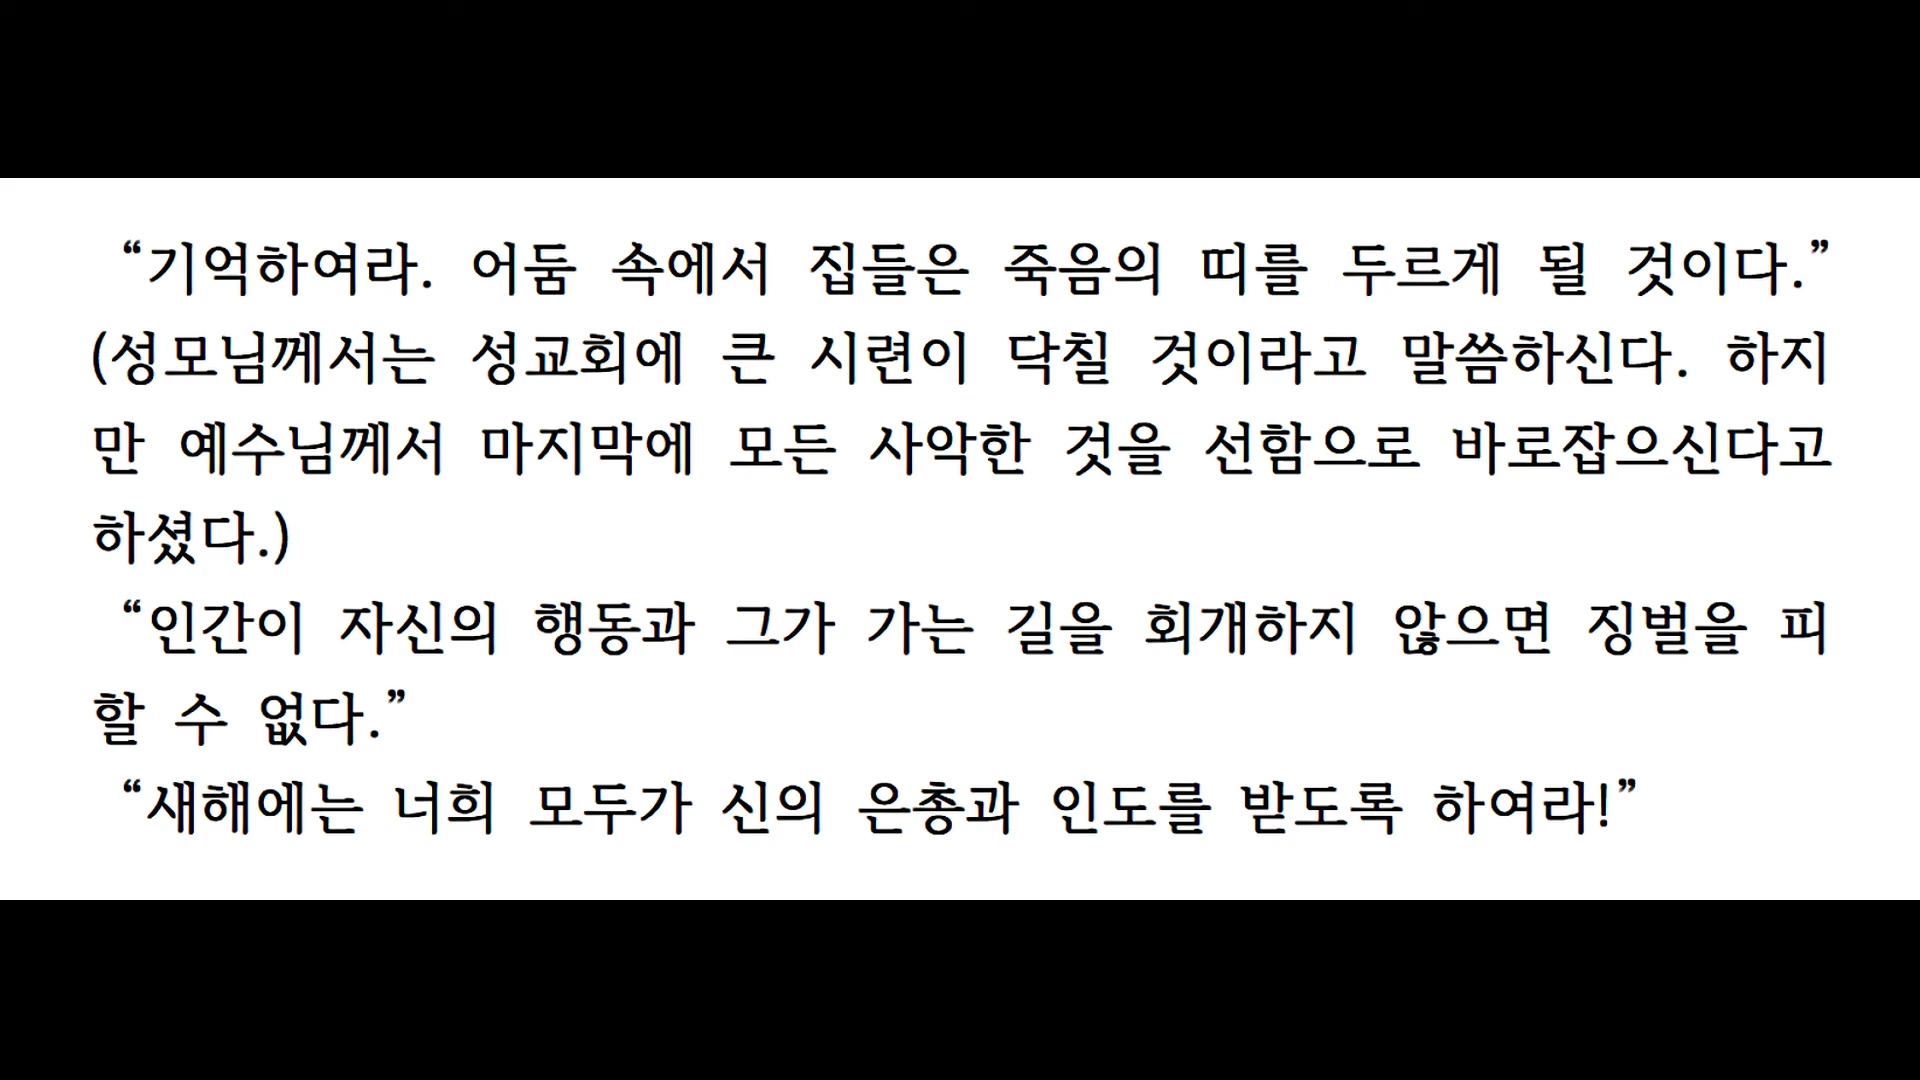 “기억하여라. 어둠 속에서 집들은 죽음의 띠를 두르게 될 것이다.”
(성모님께서는 성교회에 큰 시련이 닥칠 것이라고 말씀하신다. 하지
만 예수님께서 마지막에 모든 사악한 것을 선함으로 바로잡으신다고
하셨다.)
“인간이 자신의 행동과 그가 가는 길을 회개하지 않으면 징벌을 피
할 수 없다.”
“새해에는 너희 모두가 신의 은총과 인도를 받도록 하여라!”